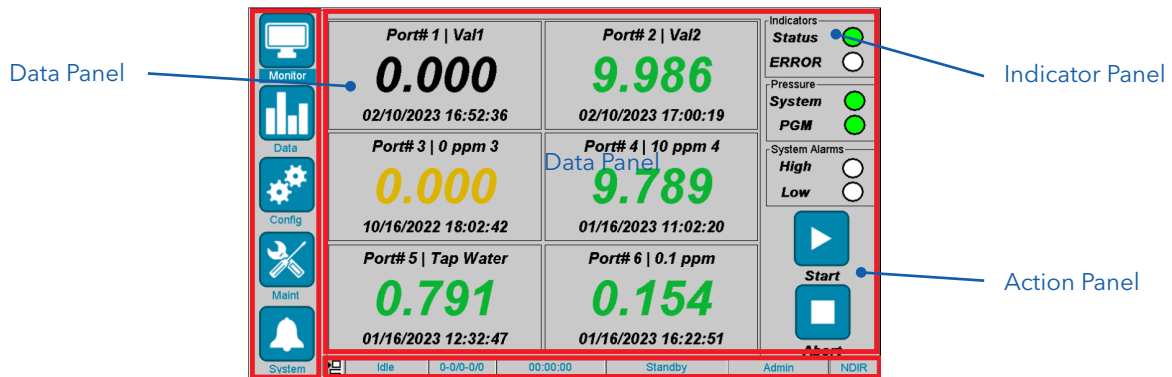 Data Panel
Indicator Panel
Action Panel
Data Panel
Monitor
Data
Config
Maint
System
Port# 1 | Val1
0.000
02/10/2023 16:52:36
Port# 2 | Val2
9.986
02/10/2023 17:00:19
Port# 3 | 0 ppm 3
0.000
10/16/2022 18:02:42
Port# 4 | 10 ppm 4
9.789
01/16/2023 11:02:20
Port# 5 | Tap Water
0.791
01/16/2023 12:32:47
Port# 6 | 0.1 ppm
0.154
01/16/2023 16:22:51
Indicators
Status
ERROR
Pressure
System
PGM
System Alarms
High
Low
Start
Abort
Idle
0-0/0-0/0
00:00:00
Standby
Admin
NDIR